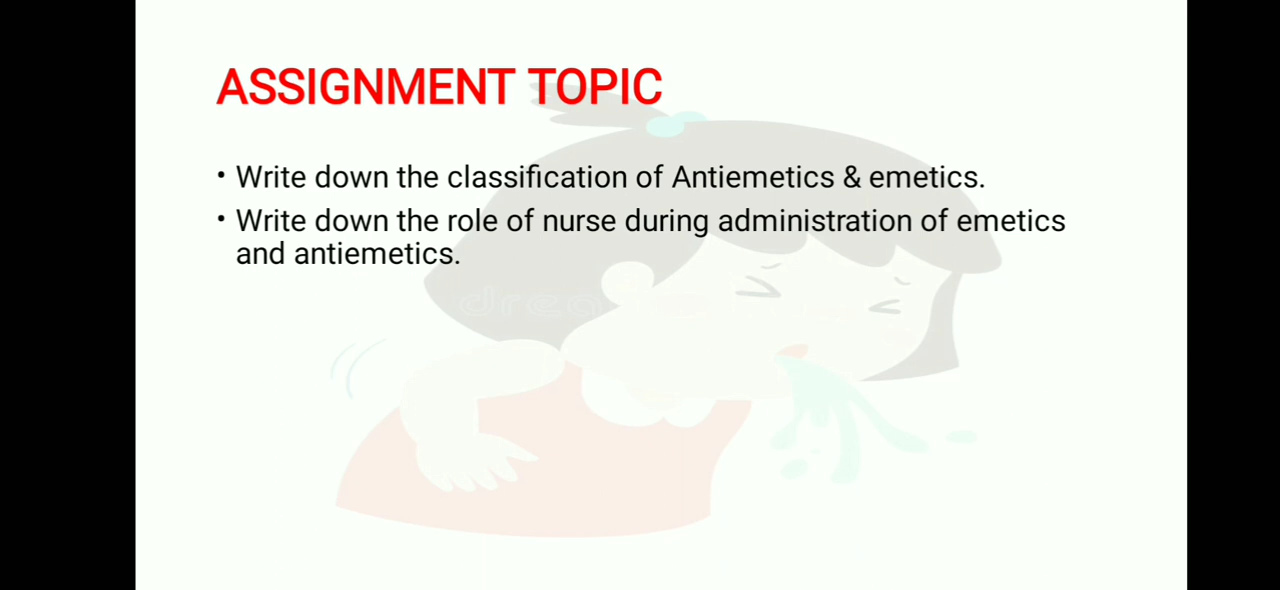 ASSIGNMENT TOPIC
• Write down the classification of Antiemetics & emetics.
• Write down the role of nurse during administration of emetics
and antiemetics.